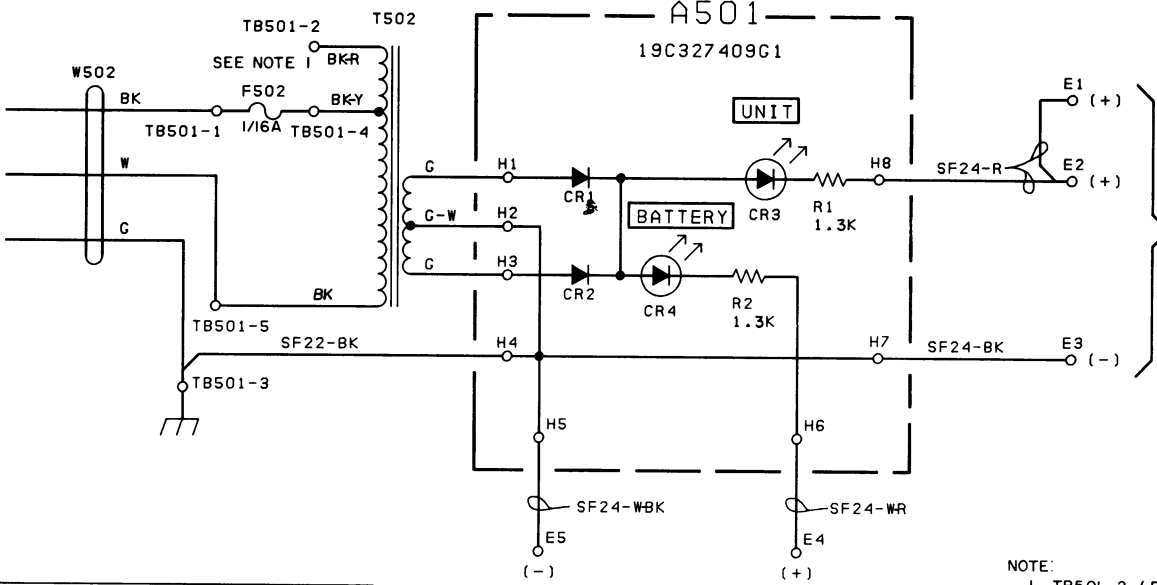 A501
19C327409G1
T502
TB501-2
SEE NOTE 1
BK-R
W502
BK
F502
BK-Y
TB501-1
1/16A
TB501-4
UNIT
E1
(+)
W
G
H1
CR1
CR3
R1
1.3K
H8
SF24-R
E2
(+)
G-W
H2
BATTERY
G
G
H3
CR2
CR4
R2
1.3K
BK
TB501-5
SF22-BK
H4
H7
SF24-BK
E3
(-)
TB501-3
H5
H6
SF24-W-BK
SF24-W-R
E5
(-)
E4
(+)
NOTE: